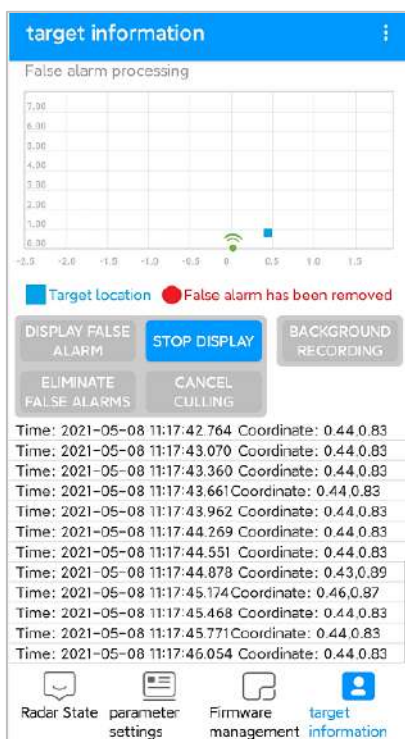 target information
False alarm processing
7.00
6.00
5.00
4.00
3.00
2.00
1.00
0.00
-2.5 -2.0 -1.5 -1.0 -0.5 0 0.5 1.0 1.5
Target location False alarm has been removed
DISPLAY FALSE ALARM
STOP DISPLAY
BACKGROUND RECORDING
ELIMINATE FALSE ALARMS
CANCEL CULLING
Time: 2021-05-08 11:17:42.764 Coordinate: 0.44,0.83
Time: 2021-05-08 11:17:43.070 Coordinate: 0.44,0.83
Time: 2021-05-08 11:17:43.360 Coordinate: 0.44,0.83
Time: 2021-05-08 11:17:43.661 Coordinate: 0.44,0.83
Time: 2021-05-08 11:17:43.962 Coordinate: 0.44,0.83
Time: 2021-05-08 11:17:44.269 Coordinate: 0.44,0.83
Time: 2021-05-08 11:17:44.551 Coordinate: 0.44,0.83
Time: 2021-05-08 11:17:44.878 Coordinate: 0.43,0.89
Time: 2021-05-08 11:17:45.174 Coordinate: 0.46,0.87
Time: 2021-05-08 11:17:45.468 Coordinate: 0.44,0.83
Time: 2021-05-08 11:17:45.771 Coordinate: 0.44,0.83
Time: 2021-05-08 11:17:46.054 Coordinate: 0.44,0.83
Radar State
parameter settings
Firmware management
target information